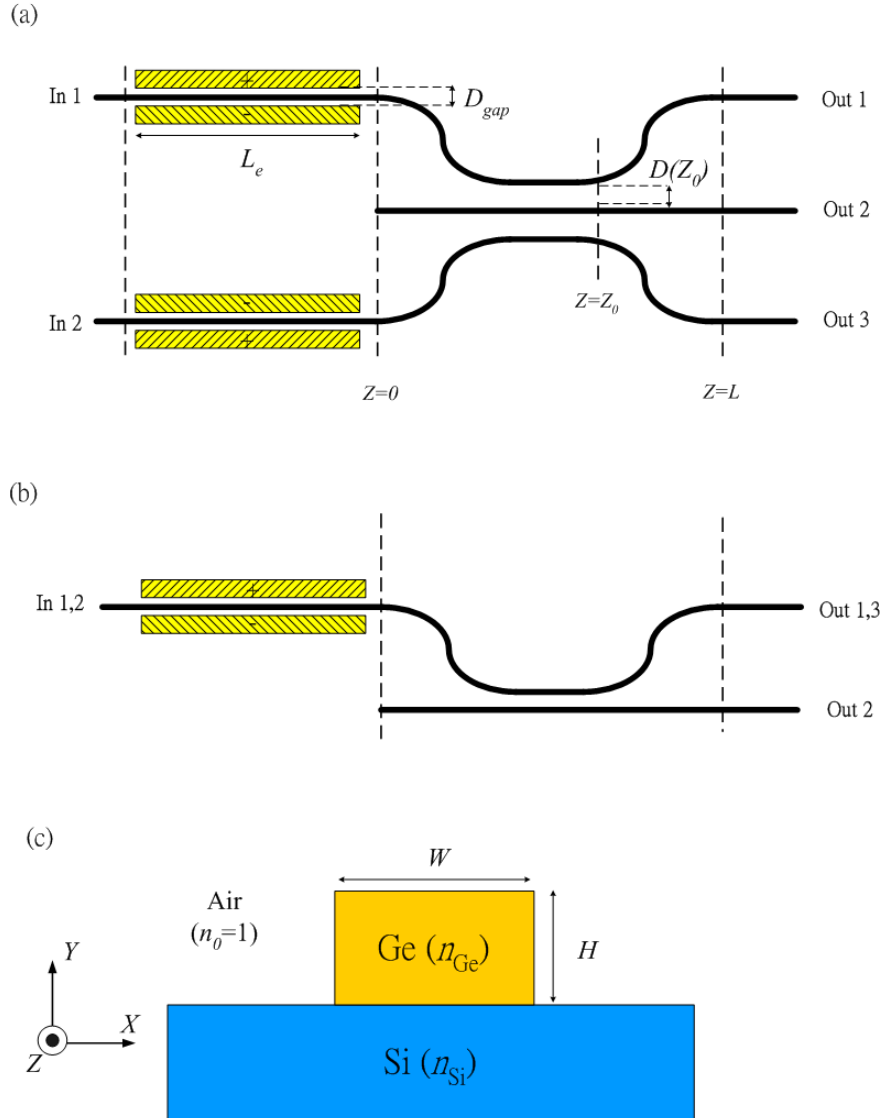 (a)
+
In 1
Out 1
-
D_gap
L_e
D(Z_0)
Out 2
-
Z=Z_0
In 2
Out 3
+
Z=0
Z=L
(b)
+
In 1,2
Out 1,3
-
Out 2
(c)
W
Air
(n_0=1)
Ge (n_Ge)
H
Y
X
Z
Si (n_Si)